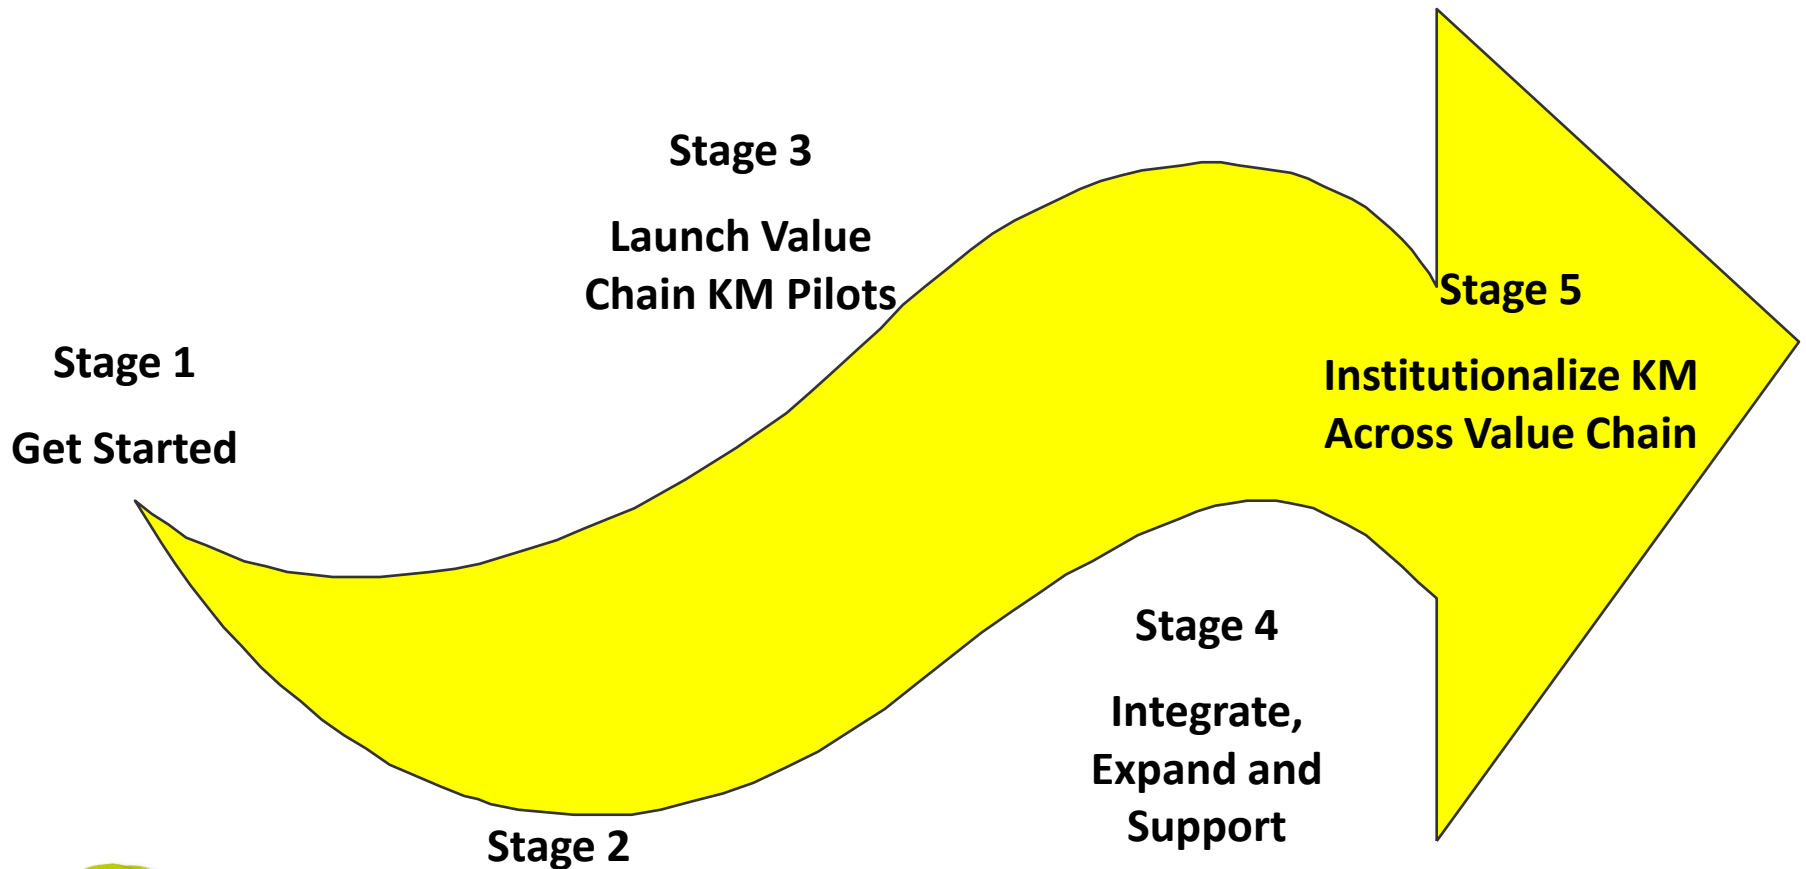 Stage 1
Get Started
Stage 2
Stage 3
Launch Value
Chain KM Pilots
Stage 4
Integrate,
Expand and
Support
Stage 5
Institutionalize KM
Across Value Chain